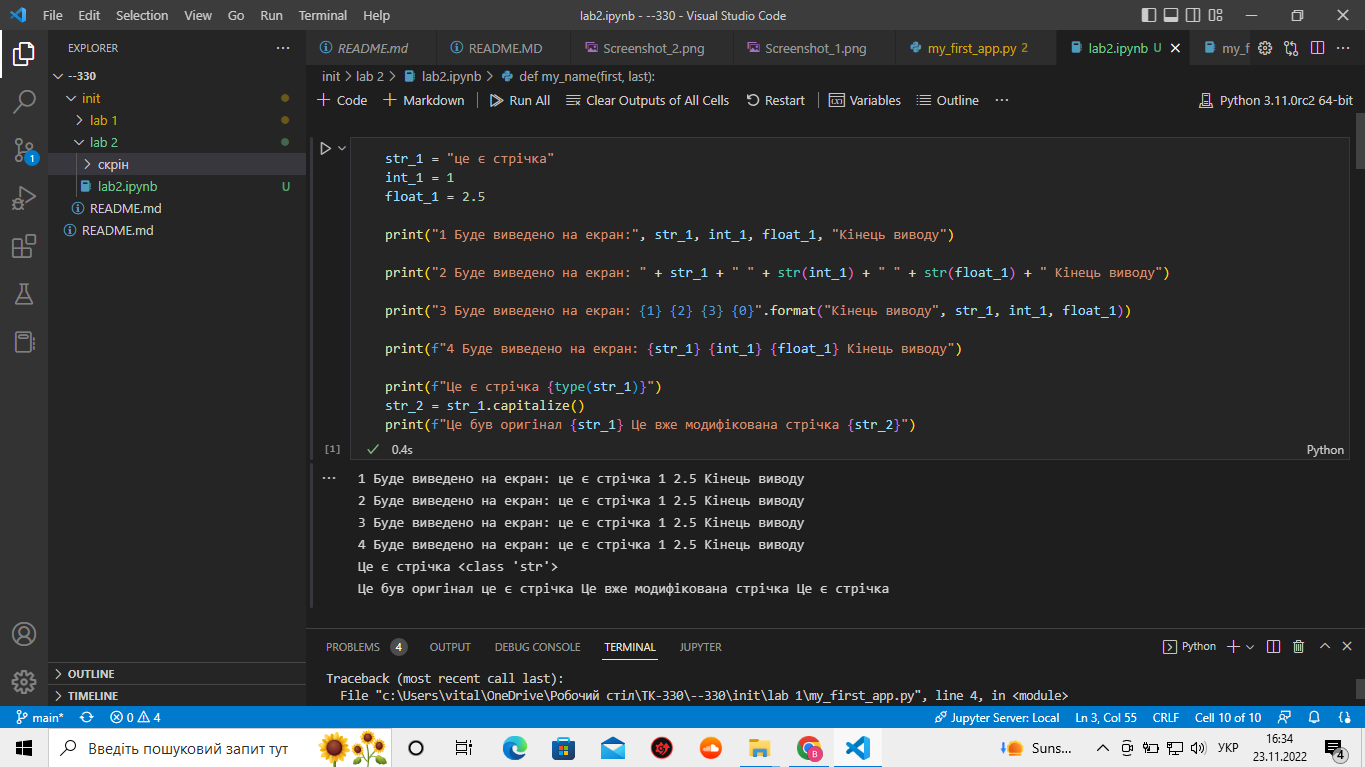 File Edit Selection View Go Run Terminal Help lab2.ipynb - --330 - Visual Studio Code
EXPLORER
--330
init
lab 1
lab 2
скрін
lab2.ipynb U
README.md
README.md
OUTLINE
TIMELINE
README.md README.MD Screenshot_2.png Screenshot_1.png my_first_app.py 2 lab2.ipynb U my_f
init > lab 2 > lab2.ipynb > def my_name(first, last):
+ Code + Markdown Run All Clear Outputs of All Cells Restart Variables Outline ... Python 3.11.0rc2 64-bit
str_1 = "це є стрічка"
int_1 = 1
float_1 = 2.5
print("1 Буде виведено на екран:", str_1, int_1, float_1, "Кінець виводу")
print("2 Буде виведено на екран: " + str_1 + " " + str(int_1) + " " + str(float_1) + " Кінець виводу")
print("3 Буде виведено на екран: {1} {2} {3} {0}".format("Кінець виводу", str_1, int_1, float_1))
print(f"4 Буде виведено на екран: {str_1} {int_1} {float_1} Кінець виводу")
print(f"Це є стрічка {type(str_1)}")
str_2 = str_1.capitalize()
print(f"Це був оригінал {str_1} Це вже модифікована стрічка {str_2}")
[1] 0.4s Python
1 Буде виведено на екран: це є стрічка 1 2.5 Кінець виводу
2 Буде виведено на екран: це є стрічка 1 2.5 Кінець виводу
3 Буде виведено на екран: це є стрічка 1 2.5 Кінець виводу
4 Буде виведено на екран: це є стрічка 1 2.5 Кінець виводу
Це є стрічка <class 'str'>
Це був оригінал це є стрічка Це вже модифікована стрічка Це є стрічка
PROBLEMS 4 OUTPUT DEBUG CONSOLE TERMINAL JUPYTER Python
Traceback (most recent call last):
File "c:\Users\vital\OneDrive\Робочий стіл\ТК-330\--330\init\lab 1\my_first_app.py", line 4, in <module>
1
main* 0 4 Jupyter Server: Local Ln 3, Col 55 CRLF Cell 10 of 10
Введіть пошуковий запит тут B Suns... УКР 16:34
23.11.2022 4